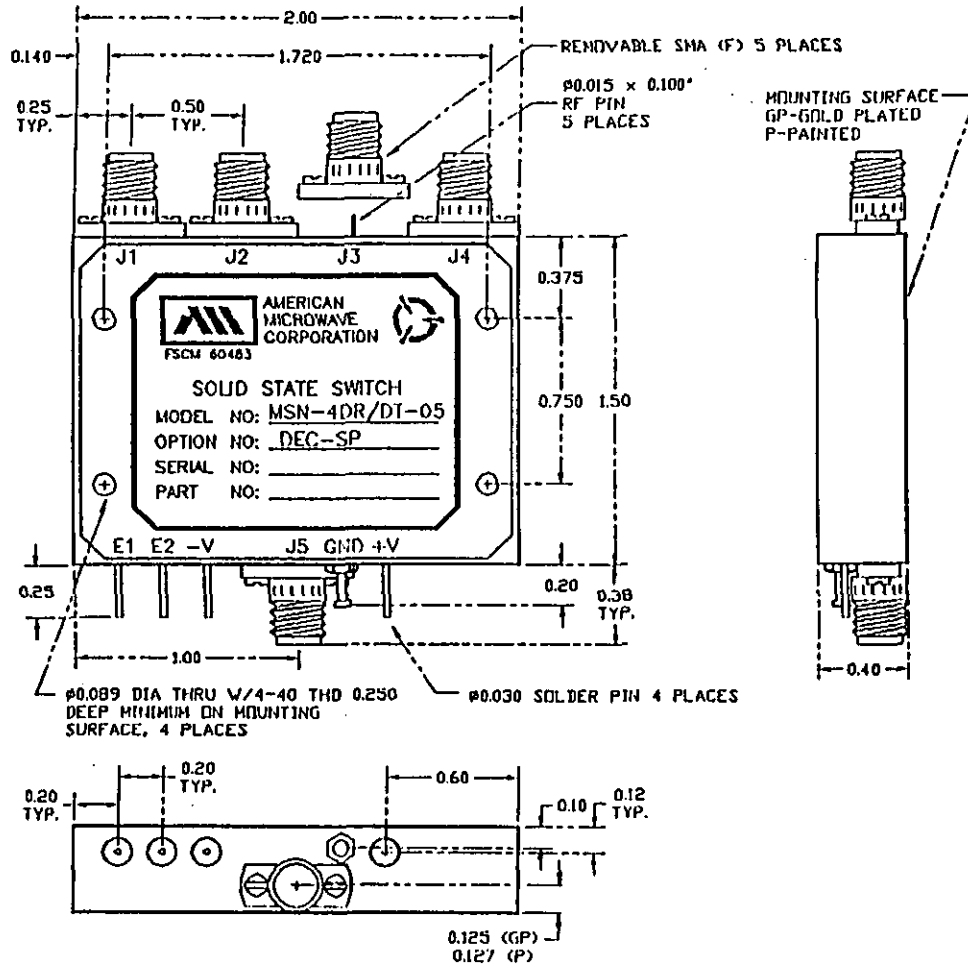 2.00
0.140
1.720
REMOVABLE SMA (F) 5 PLACES
ø0.015 x 0.100"
RF PIN
5 PLACES
0.25
TYP.
0.50
TYP.
MOUNTING SURFACE
GP-GOLD PLATED
P-PAINTED
J1 J2 J3 J4
0.375
AMERICAN
MICROWAVE
CORPORATION
FSCM 60483
SOLID STATE SWITCH
MODEL NO: MSN-4DR/DT-05
OPTION NO: DEC-SP
SERIAL NO:
PART NO:
0.750
1.50
E1 E2 -V J5 GND +V
0.25
0.20
0.38
TYP.
1.00
0.40
ø0.089 DIA THRU W/4-40 THD 0.250
DEEP MINIMUM ON MOUNTING
SURFACE, 4 PLACES
ø0.030 SOLDER PIN 4 PLACES
0.20
TYP.
0.20
TYP.
0.60
0.10
0.12
TYP.
0.125 (GP)
0.127 (P)